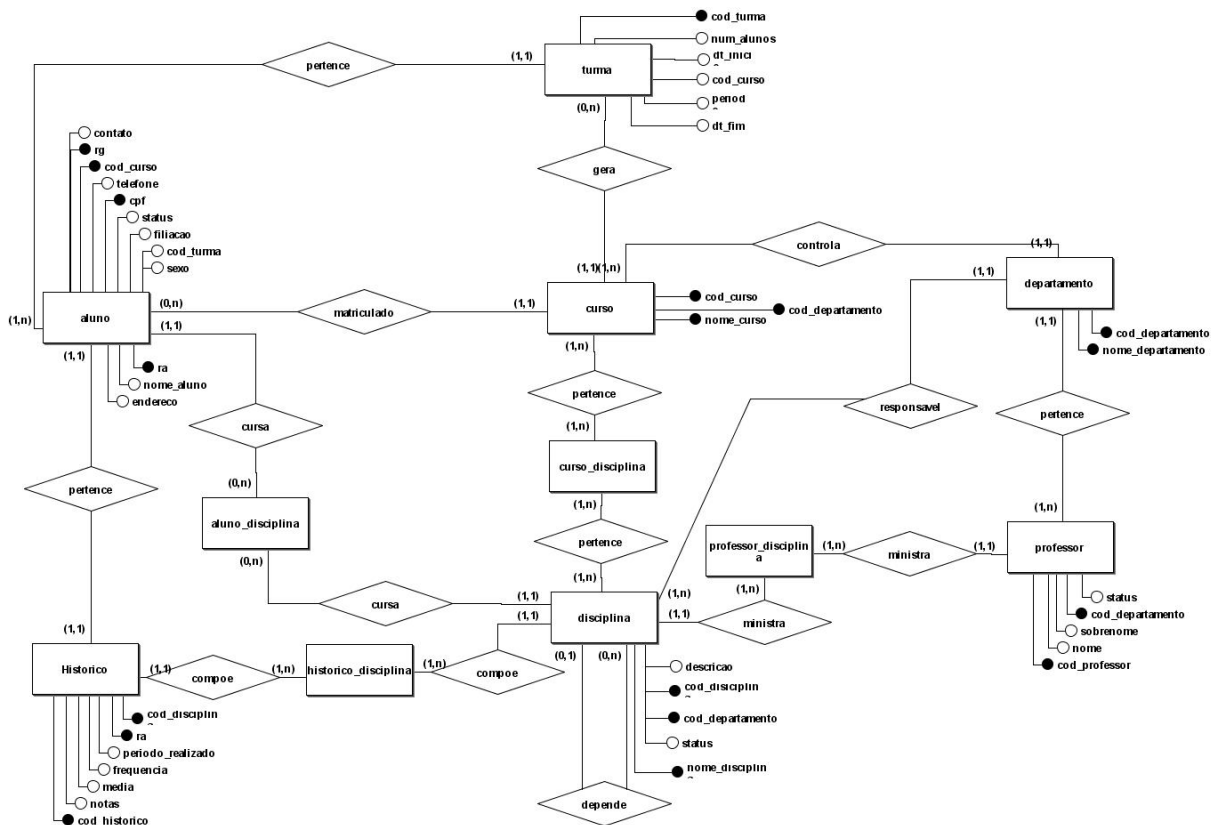 cod_turma
num_alunos
dt_inici
cod_curso
dt_fim
turma
pertence
(1,1)
(0,n)
gera
contato
rg
cod_curso
telefone
cpf
status
filiacao
cod_turma
sexo
controla
(1,1)
(1,1)(1,n)
(1,1)
departamento
(1,n)
aluno
(0,n)
matriculado
(1,1)
curso
cod_curso
cod_departamento
nome_curso
(1,1)
(1,1)
(1,n)
(1,1)
cod_departamento
nome_departamento
ra
nome_aluno
endereco
pertence
responsavel
pertence
cursa
(1,n)
curso_disciplina
pertence
(0,n)
aluno_disciplina
(1,n)
(1,n)
professor_disciplin
a
(1,n)
ministra
(1,1)
professor
pertence
(0,n)
(1,n)
(1,n)
(1,n)
cursa
(1,1)
disciplina
(1,1)
ministra
status
cod_departamento
sobrenome
nome
cod_professor
(1,1)
(1,1)
Historico
(1,1)
compoe
(1,n)
historico_disciplina
(1,n)
compoe
(0,1)
(0,n)
descricao
cod_disiciplin
cod_departamento
status
nome_disciplin
cod_disciplin
ra
periodo_realizado
frequencia
media
notas
cod_historico
depende